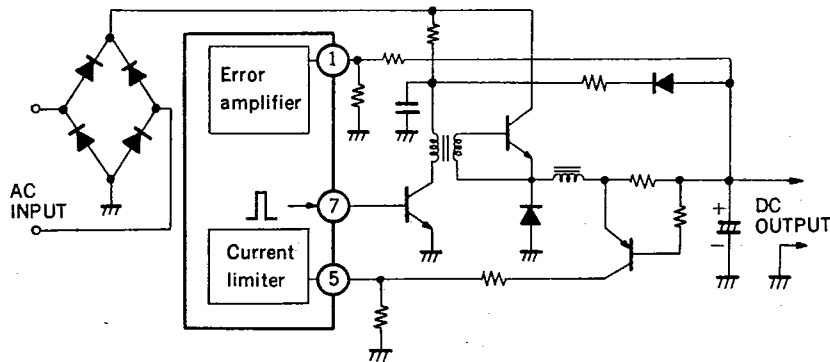 Error
amplifier
1
AC
INPUT
7
Current
limiter
5
+
−
DC
OUTPUT